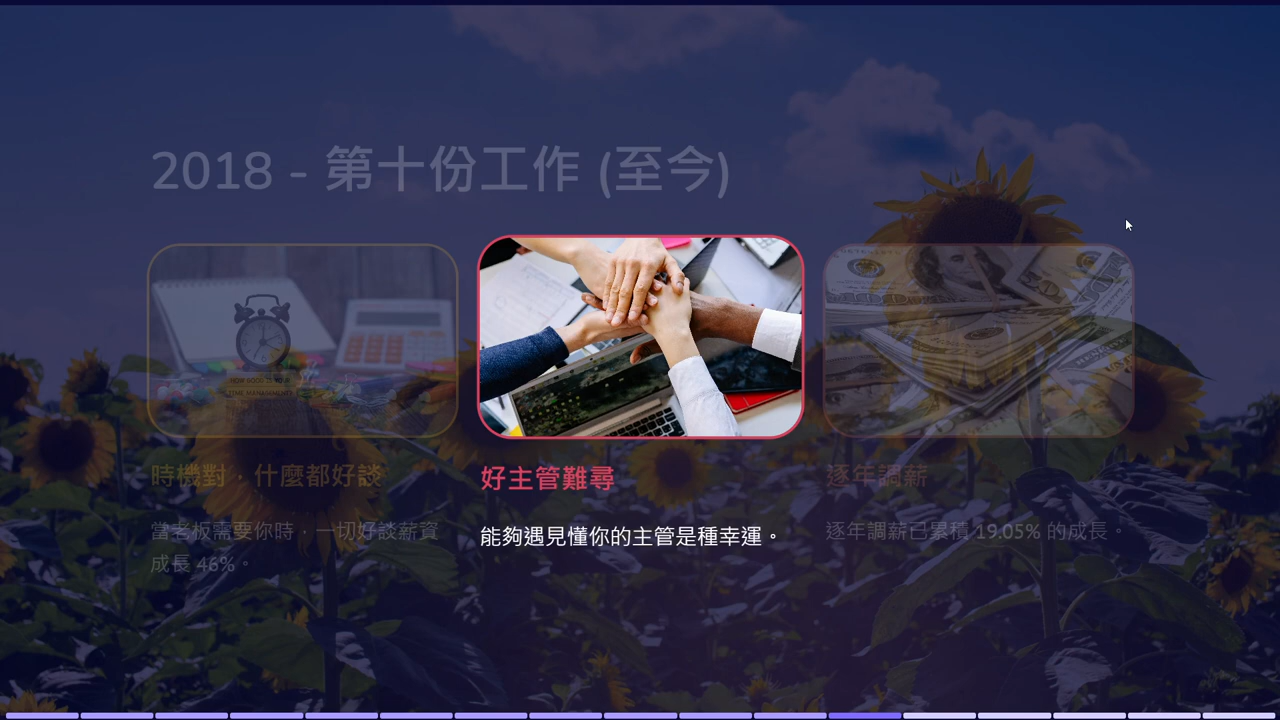 2018 - 第十份工作 (至今)
時機對，什麼都好談
當老板需要你時，一切好談薪資
成長 46%。
好主管難尋
能夠遇見懂你的主管是種幸運。
逐年調薪
逐年調薪已累積 19.05% 的成長。